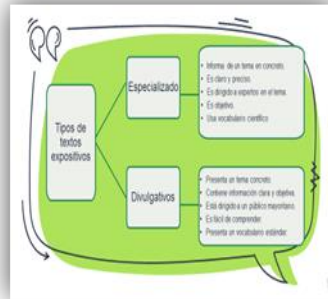 Tipos de
textos
expositivos
Especializado
• Informa de un tema en concreto.
• Es claro y preciso.
• Es dirigido a expertos en el tema.
• Es objetivo.
• Usa vocabulario científico
Divulgativos
• Presenta un tema concreto.
• Contiene información clara y objetiva.
• Está dirigido a un público mayoritario.
• Es fácil de comprender.
• Presenta un vocabulario estándar.